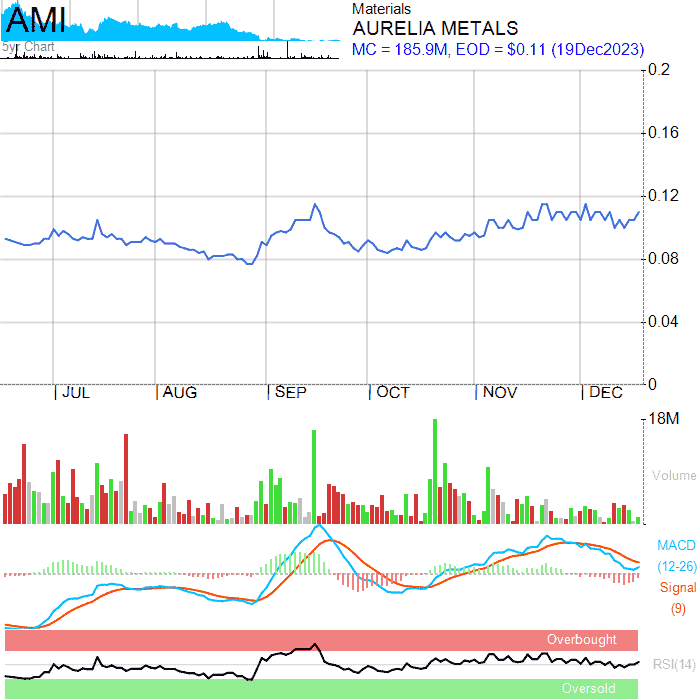 AMI
5yr Chart
Materials
AURELIA METALS
MC = 185.9M, EOD = $0.11 (19Dec2023)
0.2
0.16
0.12
0.08
0.04
0
JUL AUG SEP OCT NOV DEC
18M
Volume
MACD
(12-26)
Signal
(9)
Overbought
RSI(14)
Oversold